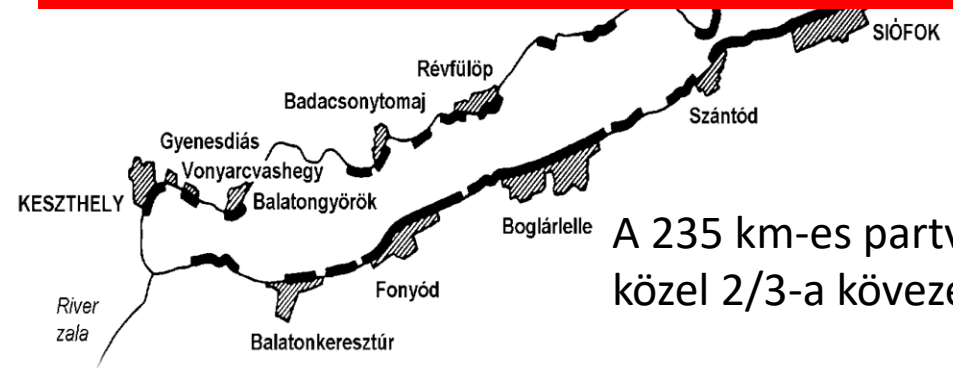 SIÓFOK
Révfülöp
Badacsonytomaj
Szántód
Gyenesdiás
Vonyarcvashegy
KESZTHELY
Balatongyörök
Boglárlelle
A 235 km-es partv
közel 2/3-a köveze
Fonyód
River
zala
Balatonkeresztúr